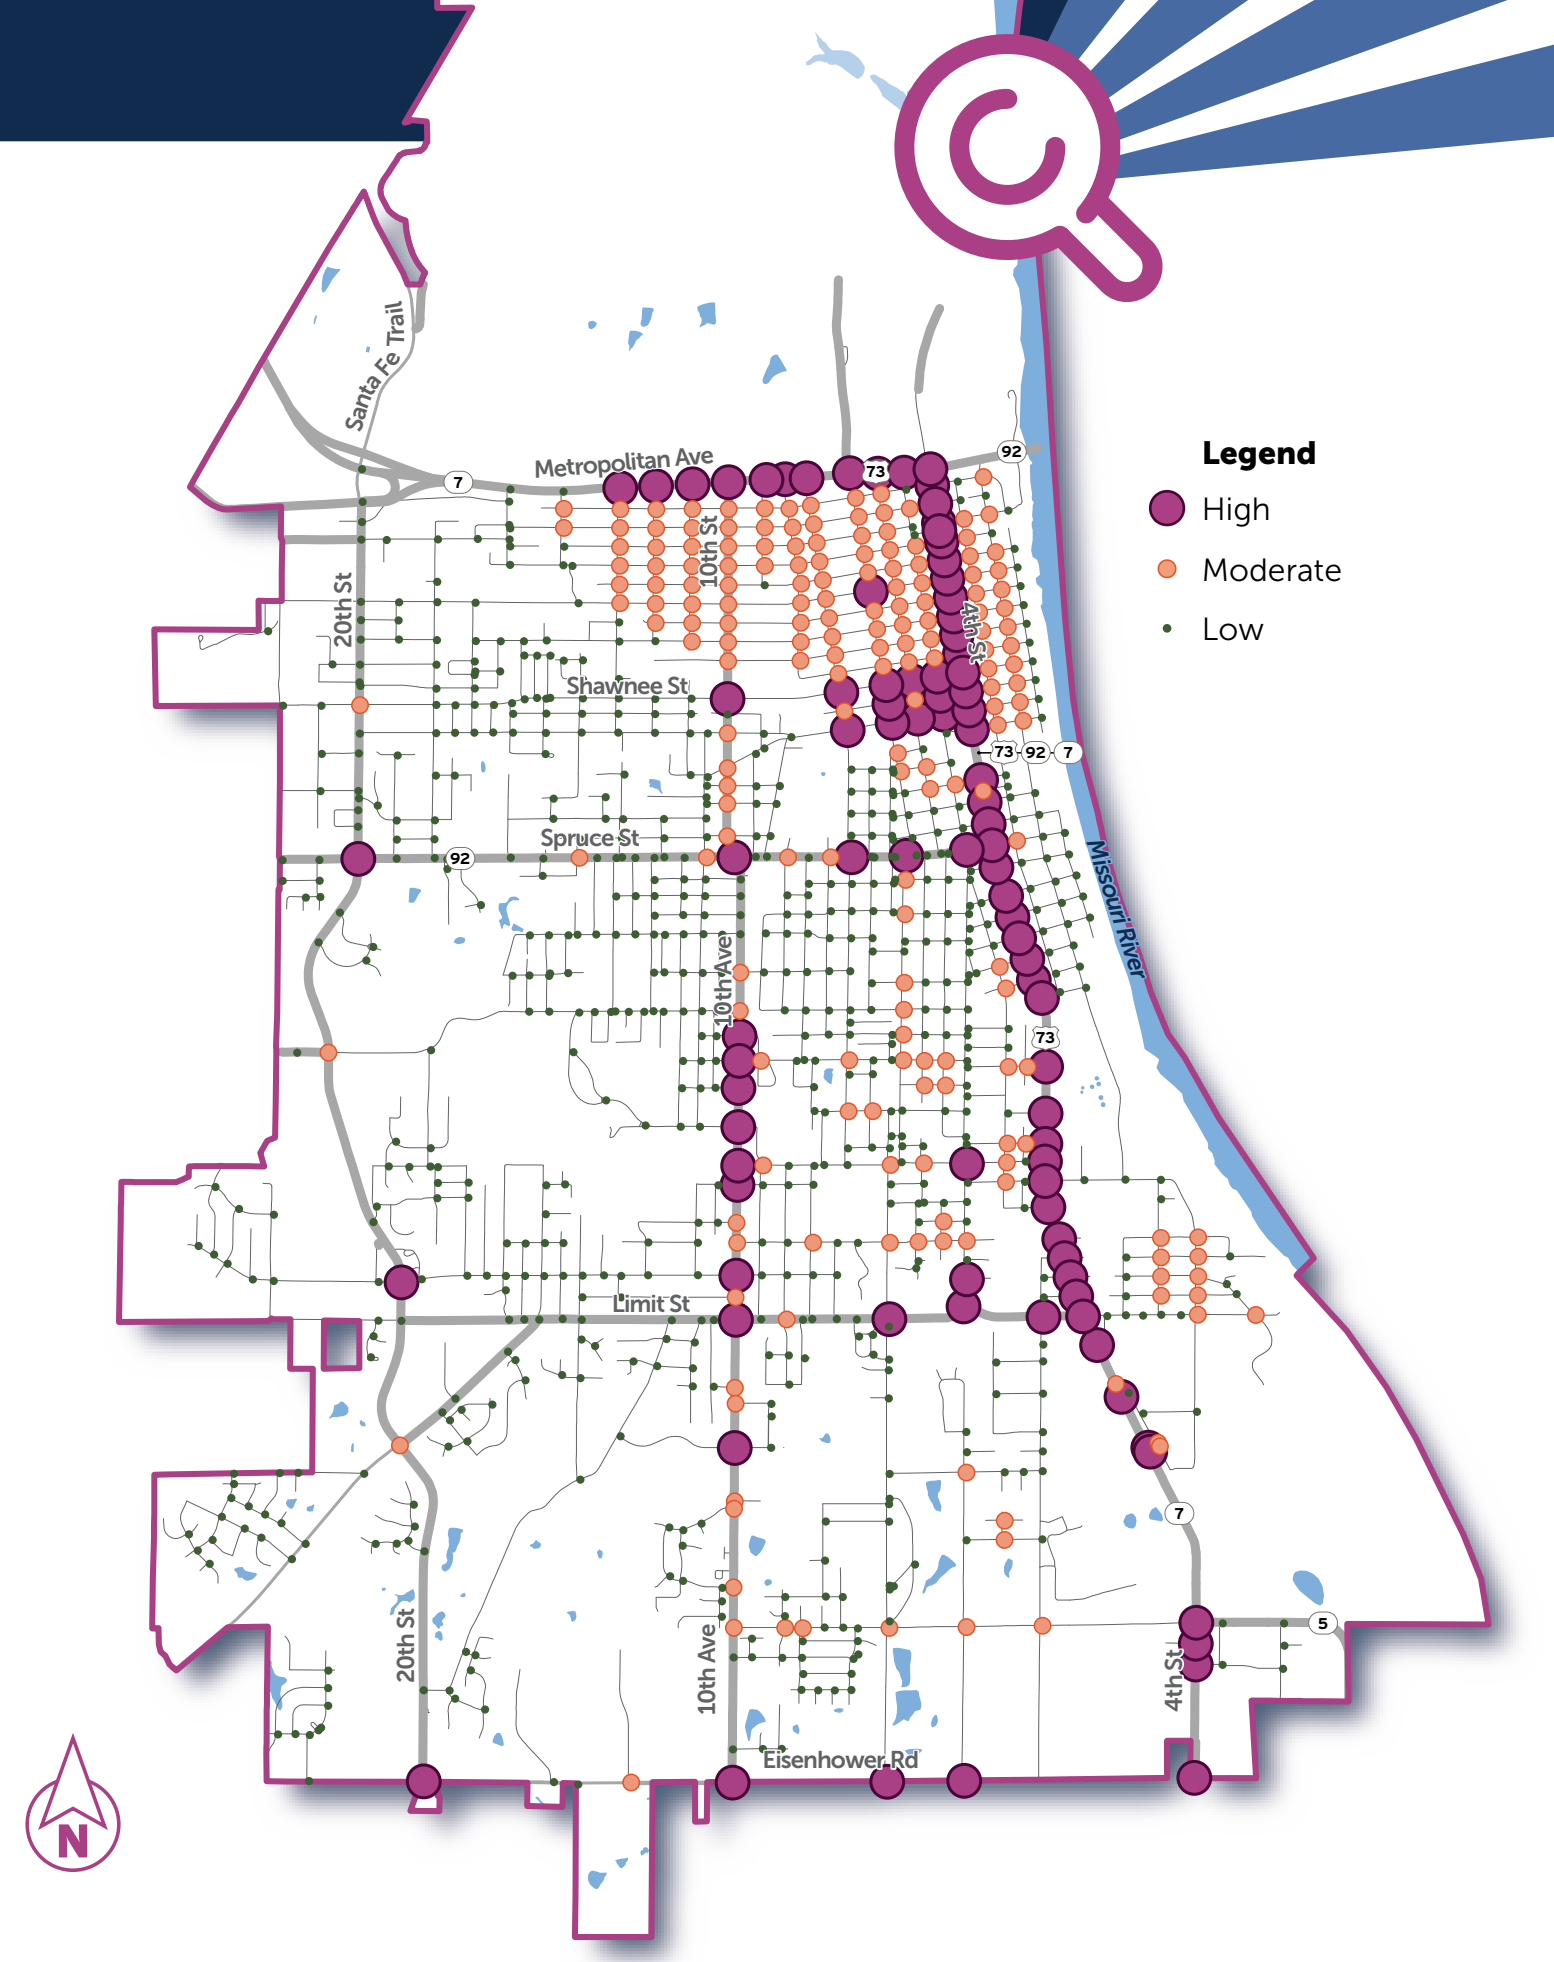 Santa Fe Trail
92
Metropolitan Ave
73
7
Legend
High
Moderate
Low
10th St
20th St
4th St
Shawnee St
73
92
7
Spruce St
92
Missouri River
10th Ave
73
Limit St
7
5
20th St
10th Ave
4th St
Eisenhower Rd
N